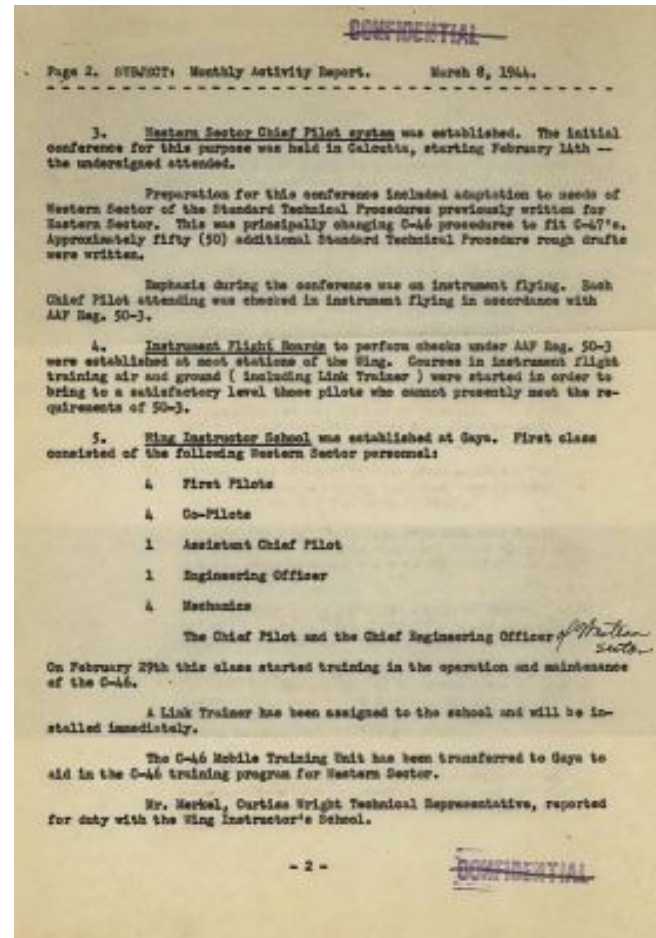 CONFIDENTIAL
Page 2. SUBJECT: Monthly Activity Report. March 8, 1944.
3. Western Sector Chief Pilot system was established. The initial
conference for this purpose was held in Calcutta, starting February 14th --
the undersigned attended.
Preparation for this conference included adaptation to needs of
Western Sector of the Standard Technical Procedures previously written for
Eastern Sector. This was principally changing C-46 procedures to fit C-47's.
Approximately fifty (50) additional Standard Technical Procedure rough drafts
were written.
Emphasis during the conference was on instrument flying. Each
Chief Pilot attending was checked in instrument flying in accordance with
AAF Reg. 50-3.
4. Instrument Flight Boards to perform checks under AAF Reg. 50-3
were established at most stations of the Wing. Courses in instrument flight
training air and ground ( including Link Trainer ) were started in order to
bring to a satisfactory level those pilots who cannot presently meet the re-
quirements of 50-3.
5. Wing Instructor School was established at Gaya. First class
consisted of the following Western Sector personnel:
4 First Pilots
4 Co-Pilots
1 Assistant Chief Pilot
1 Engineering Officer
4 Mechanics
The Chief Pilot and the Chief Engineering Officer of Western
Sector
On February 29th this class started training in the operation and maintenance
of the C-46.
A Link Trainer has been assigned to the school and will be in-
stalled immediately.
The C-46 Mobile Training Unit has been transferred to Gaya to
aid in the C-46 training program for Western Sector.
Mr. Merkel, Curtiss Wright Technical Representative, reported
for duty with the Wing Instructor's School.
- 2 -
CONFIDENTIAL